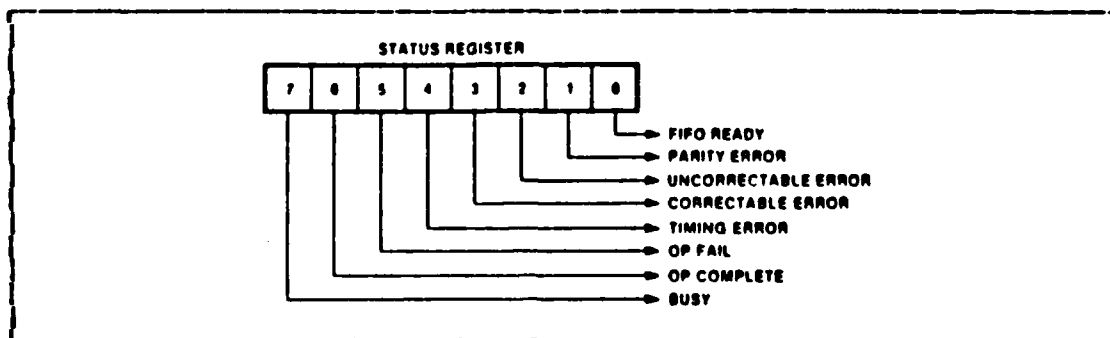 STATUS REGISTER
7 6 5 4 3 2 1 0
FIFO READY
PARITY ERROR
UNCORRECTABLE ERROR
CORRECTABLE ERROR
TIMING ERROR
OP FAIL
OP COMPLETE
BUSY